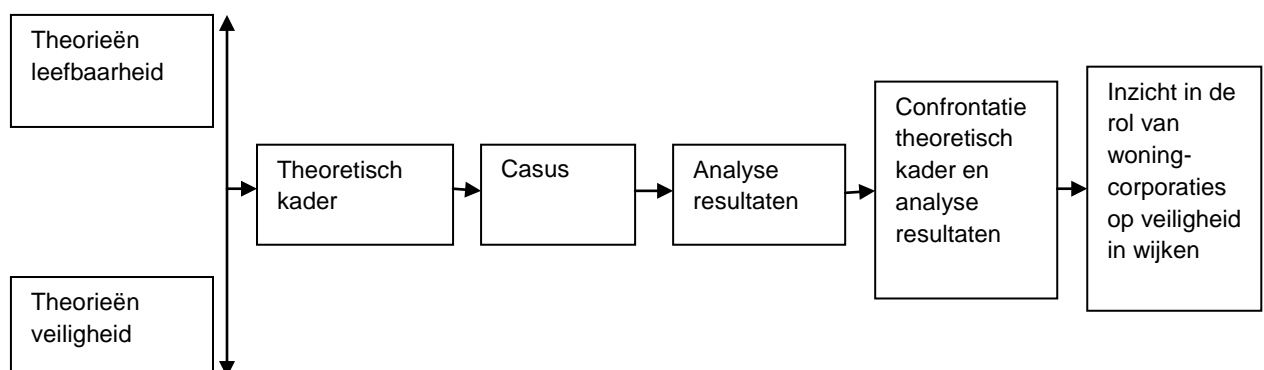 Theorieën
leefbaarheid
Theorieën
veiligheid
Theoretisch
kader
Casus
Analyse
resultaten
Confrontatie
theoretisch
kader en
analyse
resultaten
Inzicht in de
rol van
woning-
corporaties
op veiligheid
in wijken